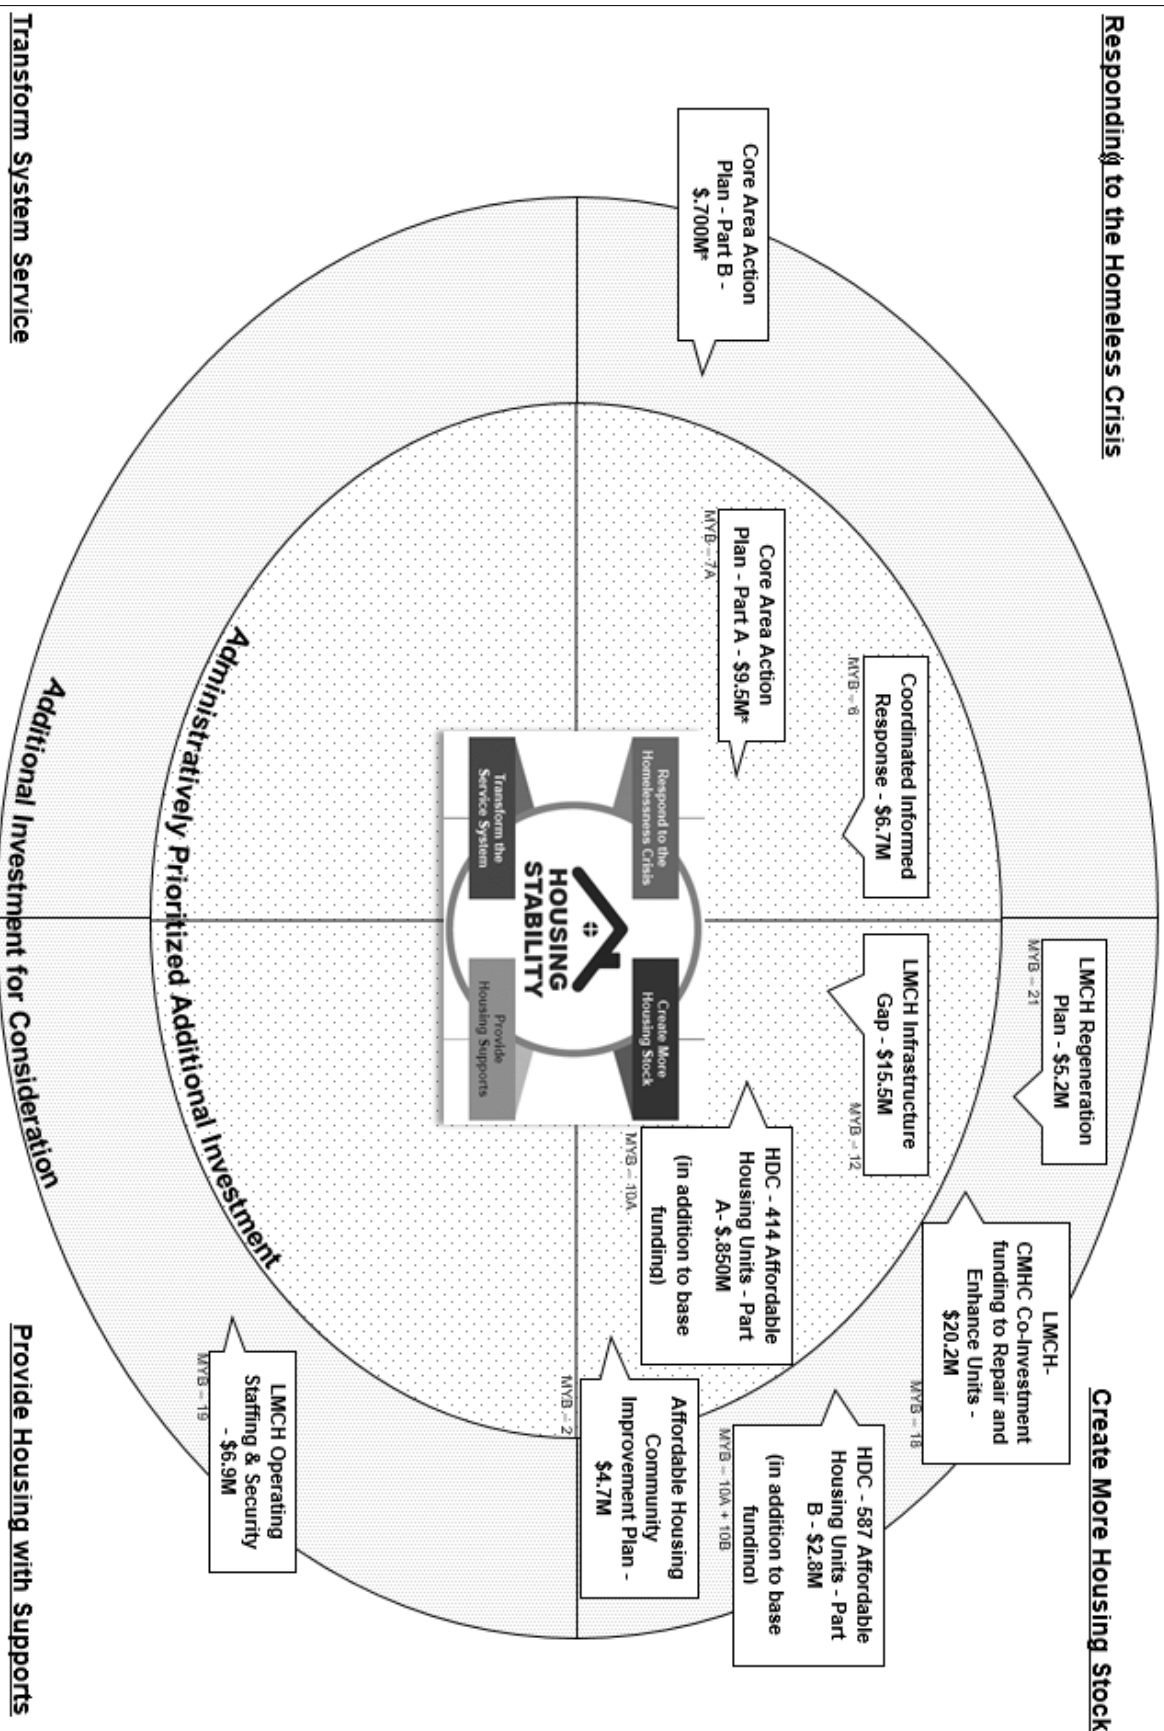 Responding to the Homeless Crisis
Create More Housing Stock
LMCH Regeneration
Plan - $5.2M
MYB – 21
LMCH-
CMHC Co-Investment
funding to Repair and
Enhance Units -
$20.2M
MYB – 18
Coordinated Informed
Response - $6.7M
MYB – 6
LMCH Infrastructure
Gap - $15.5M
MYB – 12
HDC - 587 Affordable
Housing Units - Part
B - $2.8M
(in addition to base
funding)
MYB – 10A + 10B
Core Area Action
Plan - Part B -
$.700M*
Core Area Action
Plan - Part A - $9.5M*
MYB – 7A
HDC - 414 Affordable
Housing Units - Part
A- $.850M
(in addition to base
funding)
MYB – 10A
Affordable Housing
Community
Improvement Plan -
$4.7M
MYB – 2
Respond to the
Homelessness Crisis
Create More
Housing Stock
HOUSING
STABILITY
Transform the
Service System
Provide
Housing Supports
LMCH Operating
Staffing & Security
- $6.9M
MYB – 19
Administratively Prioritized Additional Investment
Additional Investment for Consideration
Transform System Service
Provide Housing with Supports